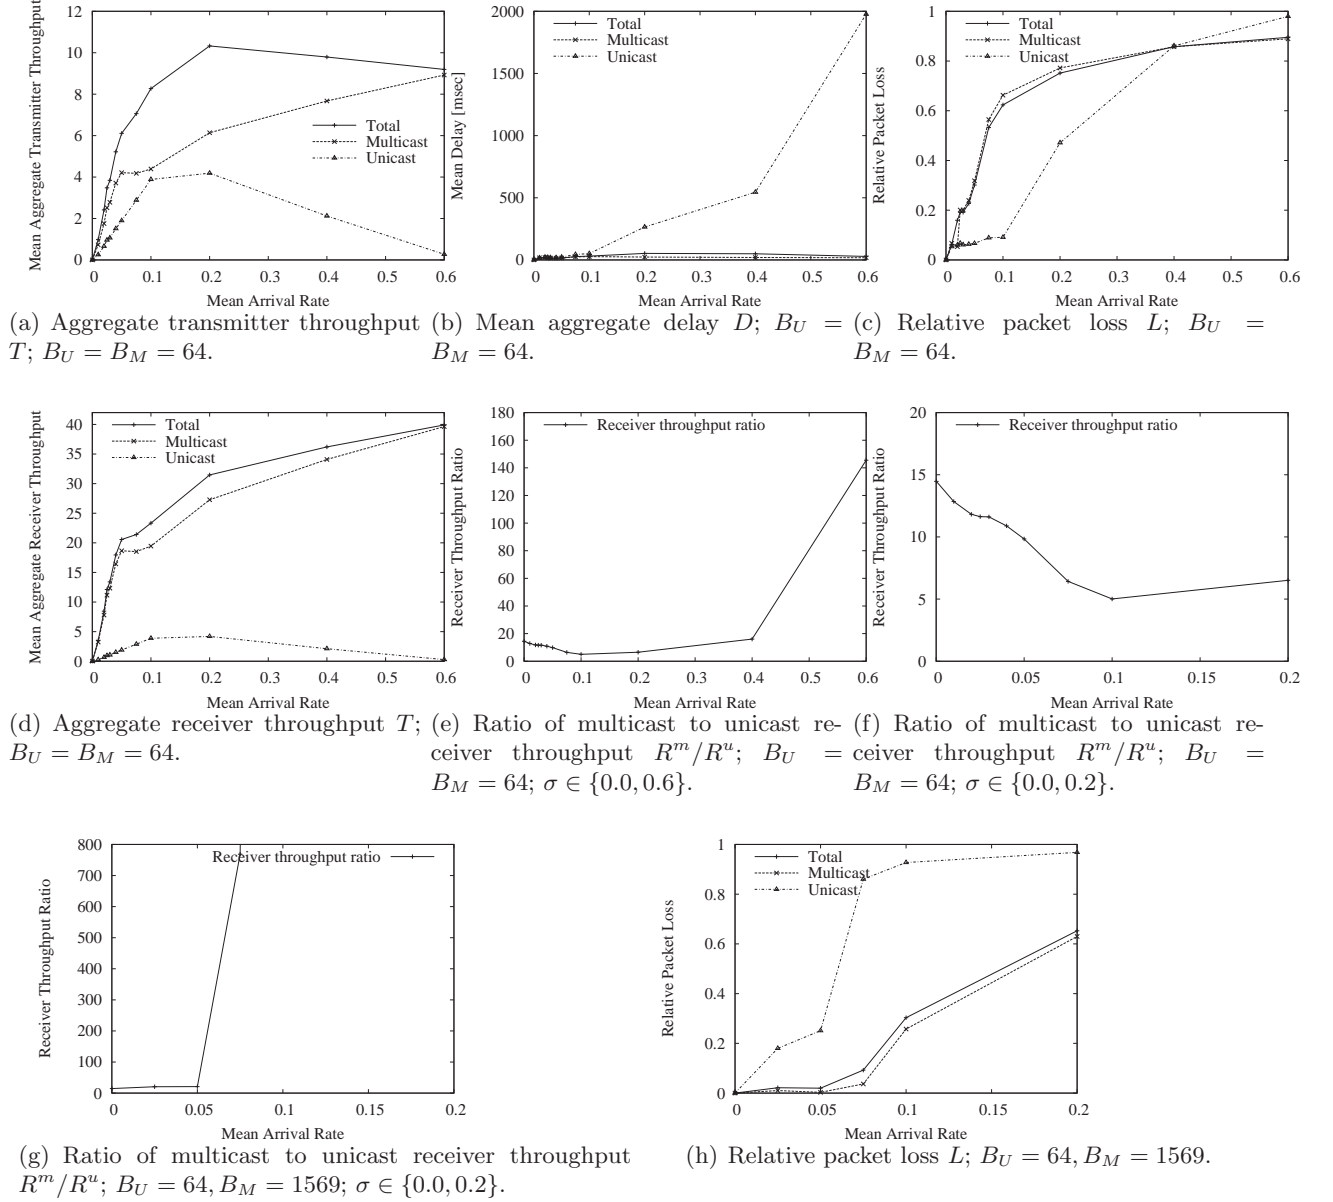 Mean Aggregate Transmitter Throughput
12
10
8
6
4
2
0
0 0.1 0.2 0.3 0.4 0.5 0.6
Mean Arrival Rate
Total
Multicast
Unicast
(a) Aggregate transmitter throughput
T; B_U = B_M = 64.
Mean Delay [msec]
2000
1500
1000
500
0
0 0.1 0.2 0.3 0.4 0.5 0.6
Mean Arrival Rate
Total
Multicast
Unicast
(b) Mean aggregate delay D; B_U =
B_M = 64.
Relative Packet Loss
1
0.8
0.6
0.4
0.2
0
0 0.1 0.2 0.3 0.4 0.5 0.6
Mean Arrival Rate
Total
Multicast
Unicast
(c) Relative packet loss L; B_U =
B_M = 64.
Mean Aggregate Receiver Throughput
40
35
30
25
20
15
10
5
0
0 0.1 0.2 0.3 0.4 0.5 0.6
Mean Arrival Rate
Total
Multicast
Unicast
(d) Aggregate receiver throughput T;
B_U = B_M = 64.
Receiver Throughput Ratio
180
160
140
120
100
80
60
40
20
0
0 0.1 0.2 0.3 0.4 0.5 0.6
Mean Arrival Rate
Receiver throughput ratio
(e) Ratio of multicast to unicast re-
ceiver throughput R^m/R^u; B_U =
B_M = 64; σ ∈ {0.0, 0.6}.
Receiver Throughput Ratio
20
15
10
5
0
0 0.05 0.1 0.15 0.2
Mean Arrival Rate
Receiver throughput ratio
(f) Ratio of multicast to unicast re-
ceiver throughput R^m/R^u; B_U =
B_M = 64; σ ∈ {0.0, 0.2}.
Receiver Throughput Ratio
800
700
600
500
400
300
200
100
0
0 0.05 0.1 0.15 0.2
Mean Arrival Rate
Receiver throughput ratio
(g) Ratio of multicast to unicast receiver throughput
R^m/R^u; B_U = 64, B_M = 1569; σ ∈ {0.0, 0.2}.
Relative Packet Loss
1
0.8
0.6
0.4
0.2
0
0 0.05 0.1 0.15 0.2
Mean Arrival Rate
Total
Multicast
Unicast
(h) Relative packet loss L; B_U = 64, B_M = 1569.